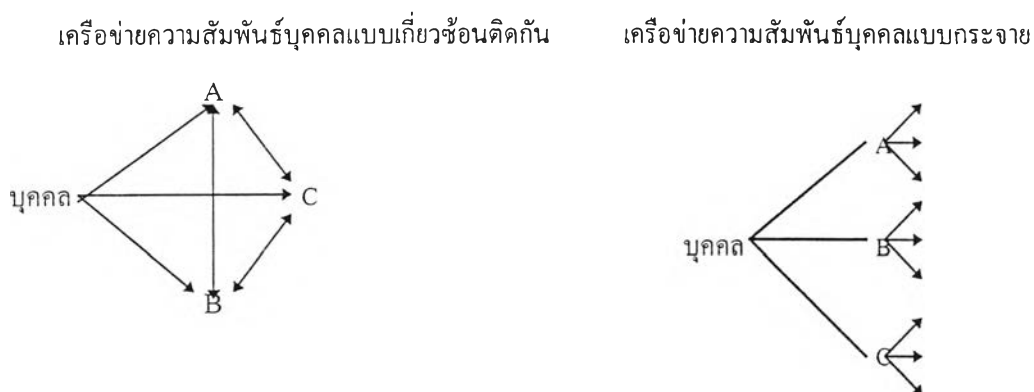 เครือข่ายความสัมพันธ์บุคคลแบบเกี่ยวซ้อนติดกัน
A
บุคคล
C
B
เครือข่ายความสัมพันธ์บุคคลแบบกระจาย
A
บุคคล
B
C